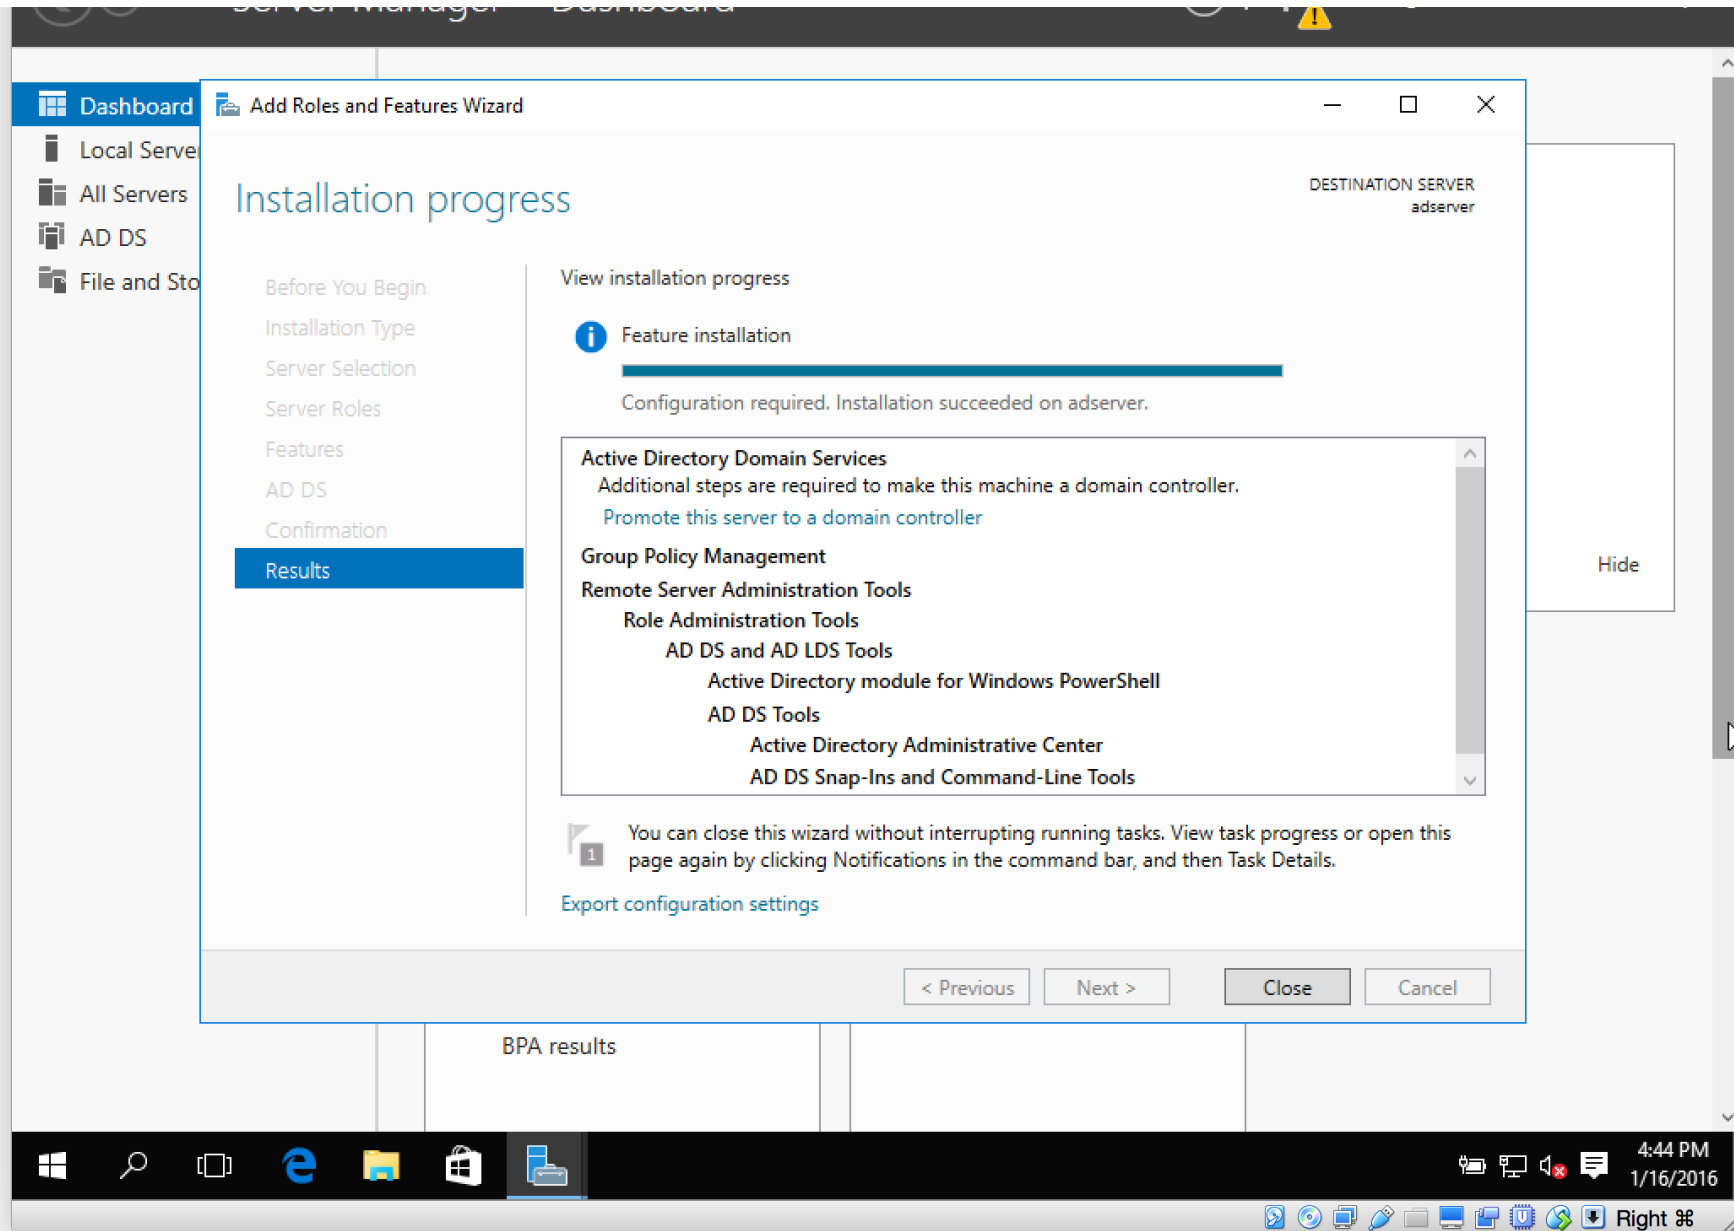 Server Manager Dashboard
Dashboard
Local Server
All Servers
AD DS
File and Sto
Add Roles and Features Wizard
Installation progress
DESTINATION SERVER
adserver
Before You Begin
Installation Type
Server Selection
Server Roles
Features
AD DS
Confirmation
Results
View installation progress
Feature installation
Configuration required. Installation succeeded on adserver.
Active Directory Domain Services
Additional steps are required to make this machine a domain controller.
Promote this server to a domain controller
Group Policy Management
Remote Server Administration Tools
Role Administration Tools
AD DS and AD LDS Tools
Active Directory module for Windows PowerShell
AD DS Tools
Active Directory Administrative Center
AD DS Snap-Ins and Command-Line Tools
1
You can close this wizard without interrupting running tasks. View task progress or open this
page again by clicking Notifications in the command bar, and then Task Details.
Export configuration settings
< Previous
Next >
Close
Cancel
Hide
BPA results
4:44 PM
1/16/2016
Right ⌘